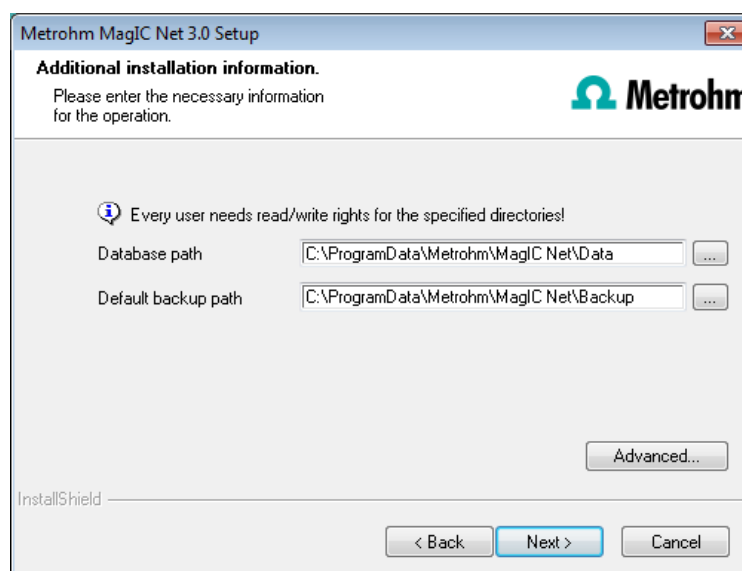 Metrohm MagIC Net 3.0 Setup
Additional installation information.
Please enter the necessary information
for the operation.
Metrohm
Every user needs read/write rights for the specified directories!
Database path
C:\ProgramData\Metrohm\MagIC Net\Data
...
Default backup path
C:\ProgramData\Metrohm\MagIC Net\Backup
...
Advanced...
InstallShield
< Back
Next >
Cancel